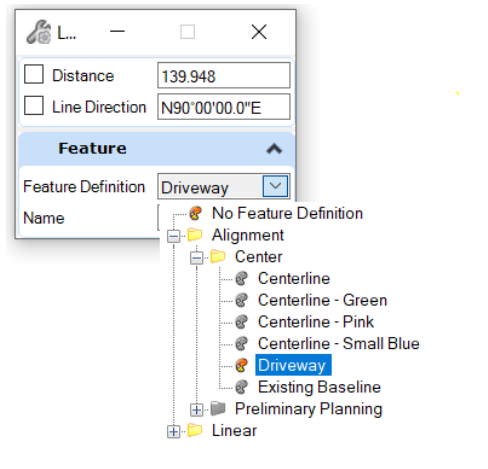 L...
Distance 139.948
Line Direction N90°00'00.0"E
Feature
Feature Definition Driveway
Name
No Feature Definition
Alignment
Center
Centerline
Centerline - Green
Centerline - Pink
Centerline - Small Blue
Driveway
Existing Baseline
Preliminary Planning
Linear